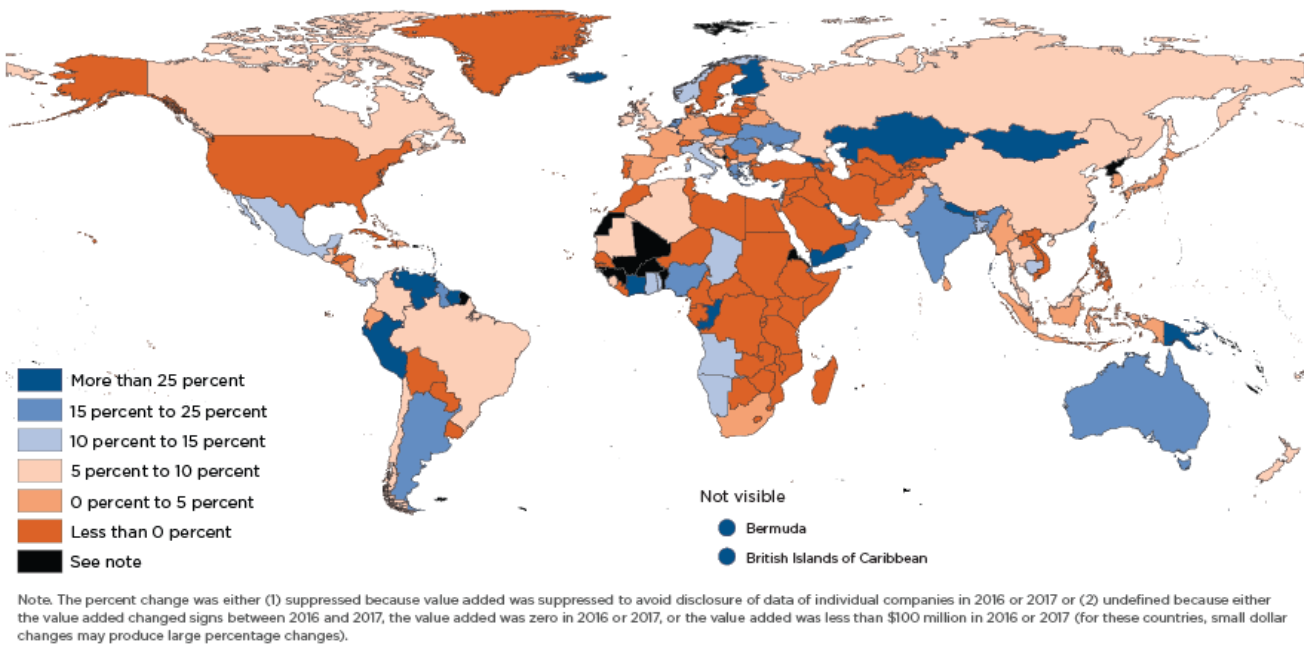 More than 25 percent
15 percent to 25 percent
10 percent to 15 percent
5 percent to 10 percent
0 percent to 5 percent
Less than 0 percent
See note
Not visible
Bermuda
British Islands of Caribbean
Note. The percent change was either (1) suppressed because value added was suppressed to avoid disclosure of data of individual companies in 2016 or 2017 or (2) undefined because either
the value added changed signs between 2016 and 2017, the value added was zero in 2016 or 2017, or the value added was less than $100 million in 2016 or 2017 (for these countries, small dollar
changes may produce large percentage changes).